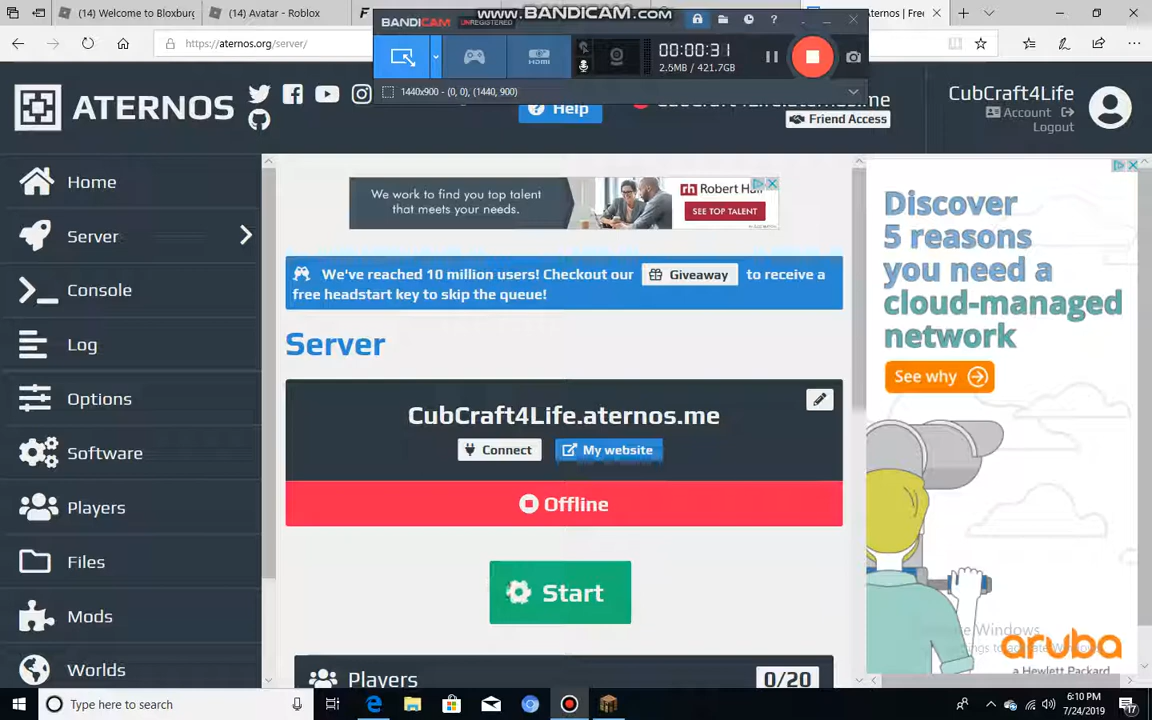 (14) Welcome to Bloxburg
(14) Avatar - Roblox
Aternos | Free
www.BANDICAM.com
BANDICAM UNREGISTERED
00:00:31
2.5MB / 421.7GB
1440x900 - (0, 0), (1440, 900)
https://aternos.org/server/
ATERNOS
Help
Friend Access
CubCraft4Life
Account
Logout
Home
Server
Console
Log
Options
Software
Players
Files
Mods
Worlds
We work to find you top talent
that meets your needs.
rh Robert Half
SEE TOP TALENT
We've reached 10 million users! Checkout our Giveaway to receive a
free headstart key to skip the queue!
Server
CubCraft4Life.aternos.me
Connect My website
Offline
Start
Players 0/20
Discover
5 reasons
you need a
cloud-managed
network
See why
aruba
a Hewlett Packard
Type here to search
6:10 PM
7/24/2019
17